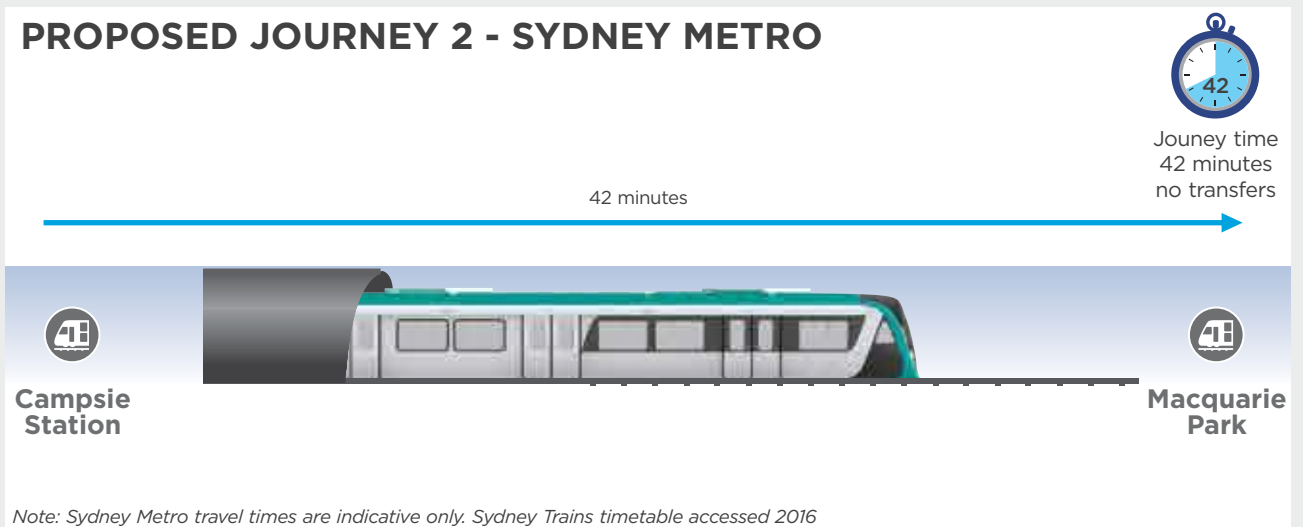 PROPOSED JOURNEY 2 - SYDNEY METRO
42
Jouney time
42 minutes
no transfers
42 minutes
Campsie
Station
Macquarie
Park
Note: Sydney Metro travel times are indicative only. Sydney Trains timetable accessed 2016